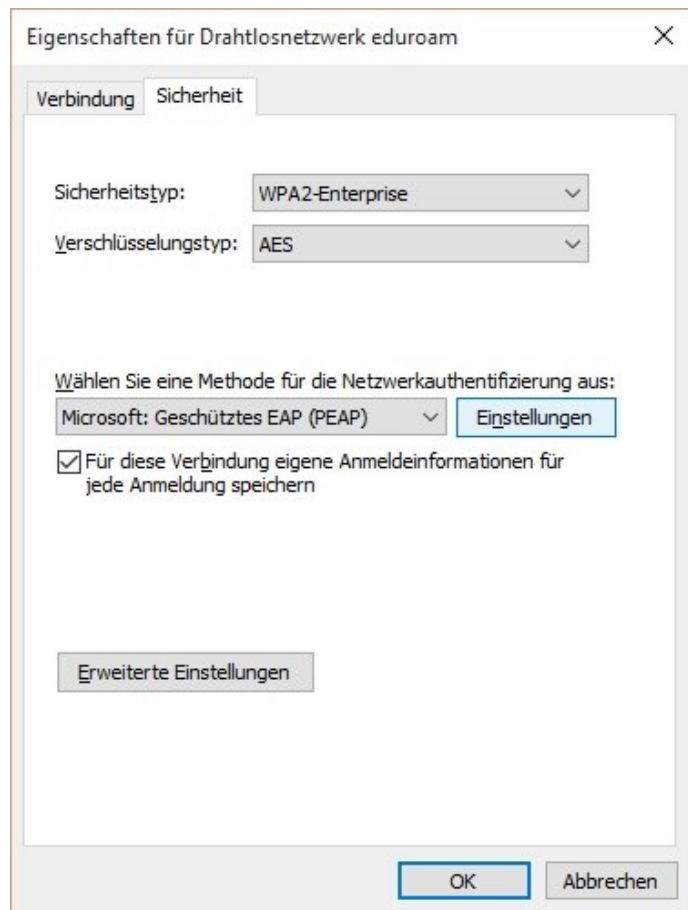 Eigenschaften für Drahtlosnetzwerk eduroam
Verbindung Sicherheit
Sicherheitstyp: WPA2-Enterprise
Verschlüsselungstyp: AES
Wählen Sie eine Methode für die Netzwerkauthentifizierung aus:
Microsoft: Geschütztes EAP (PEAP) Einstellungen
Für diese Verbindung eigene Anmeldeinformationen für
jede Anmeldung speichern
Erweiterte Einstellungen
OK Abbrechen